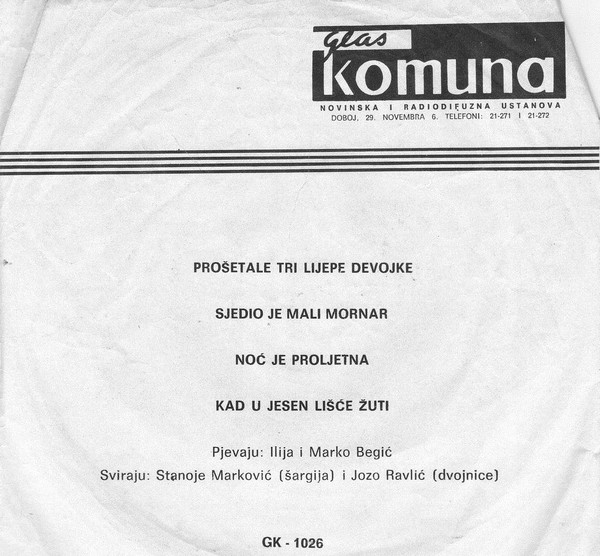 Glas
komuna
NOVINSKA I RADIODIFUZNA USTANOVA
DOBOJ, 29. NOVEMBRA 6. TELEFONI: 21-271 I 21-272
PROŠETALE TRI LIJEPE DEVOJKE
SJEDIO JE MALI MORNAR
NOĆ JE PROLJETNA
KAD U JESEN LIŠĆE ŽUTI
Pjevaju: Ilija i Marko Begić
Sviraju: Stanoje Marković (šargija) i Jozo Ravlić (dvojnice)
GK - 1026